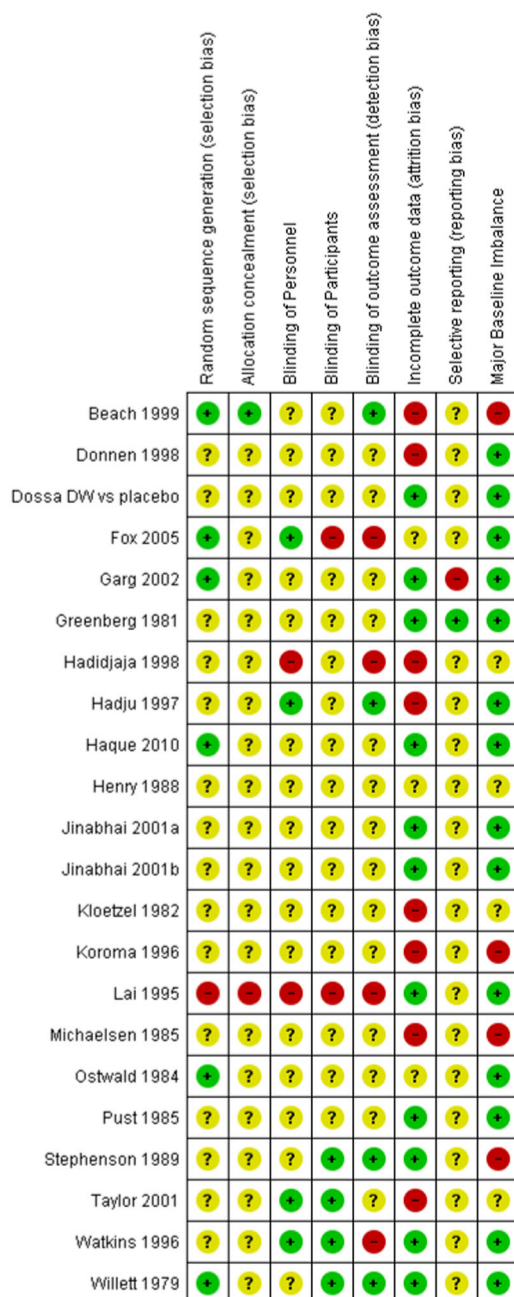 Random sequence generation (selection bias)
Allocation concealment (selection bias)
Blinding of Personnel
Blinding of Participants
Blinding of outcome assessment (detection bias)
Incomplete outcome data (attrition bias)
Selective reporting (reporting bias)
Major Baseline Imbalance
Beach 1999 + + ? ? + - ? -
Donnen 1998 ? ? ? ? ? - ? +
Dossa DW vs placebo ? ? ? ? ? + ? +
Fox 2005 + ? + - - ? ? +
Garg 2002 + ? ? ? ? + - +
Greenberg 1981 ? ? ? ? ? + + +
Hadidjaja 1998 ? ? - ? - - ? ?
Hadju 1997 ? ? + ? + - ? +
Haque 2010 + ? ? ? ? + ? +
Henry 1988 ? ? ? ? ? ? ? ?
Jinabhai 2001a ? ? ? ? ? + ? +
Jinabhai 2001b ? ? ? ? ? + ? +
Kloetzel 1982 ? ? ? ? ? - ? ?
Koroma 1996 ? ? ? ? ? - ? -
Lai 1995 - - - - - + ? +
Michaelsen 1985 ? ? ? ? ? - ? -
Ostwald 1984 + ? ? ? ? ? ? +
Pust 1985 ? ? ? ? ? + ? +
Stephenson 1989 ? ? ? + + + ? -
Taylor 2001 ? ? + + ? - ? ?
Watkins 1996 ? ? + + - + ? +
Willett 1979 + ? ? + + + ? +